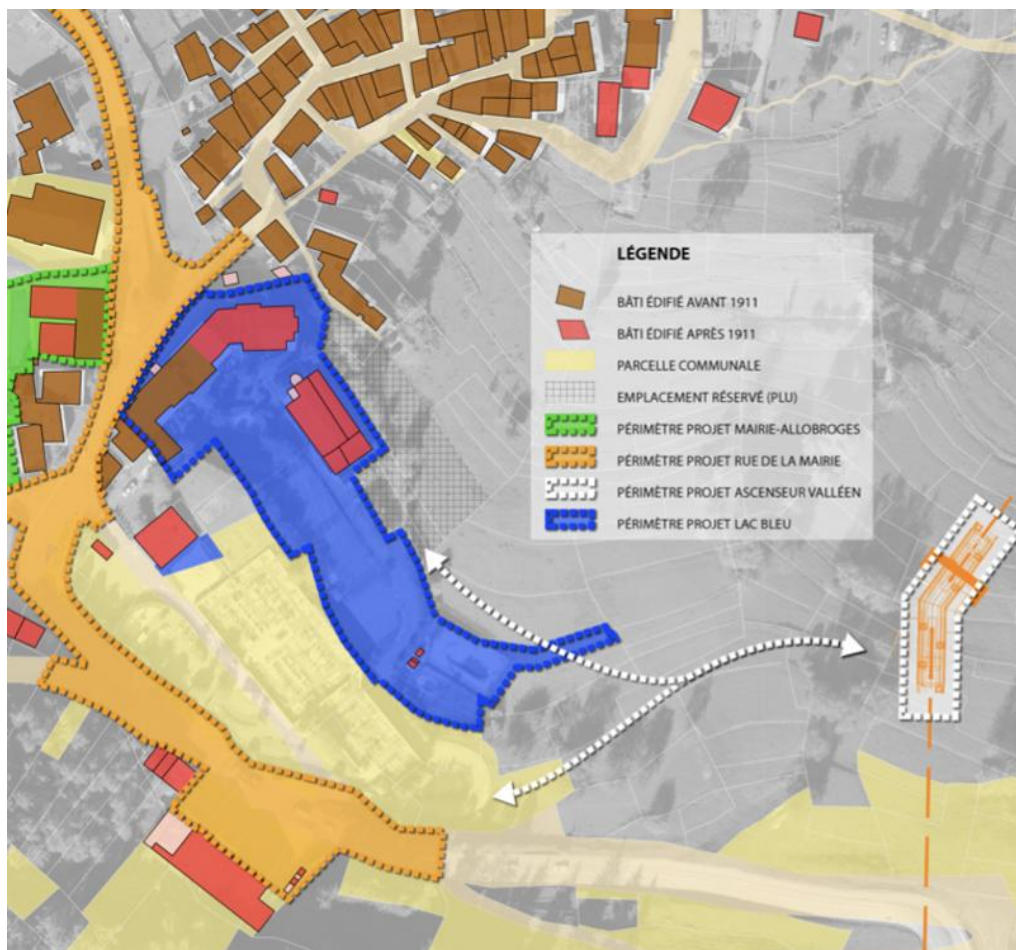 LÉGENDE
BÂTI ÉDIFIÉ AVANT 1911
BÂTI ÉDIFIÉ APRÈS 1911
PARCELLE COMMUNALE
EMPLACEMENT RÉSERVÉ (PLU)
PÉRIMÈTRE PROJET MAIRIE-ALLOBROGES
PÉRIMÈTRE PROJET RUE DE LA MAIRIE
PÉRIMÈTRE PROJET ASCENSEUR VALLÉEN
PÉRIMÈTRE PROJET LAC BLEU